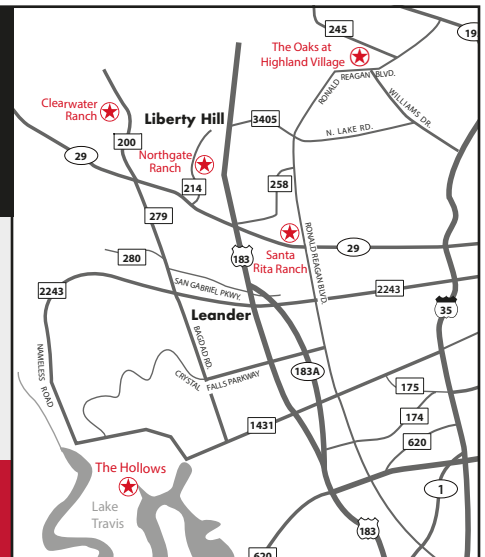 245
195
The Oaks at
Highland Village
RONALD REAGAN BLVD.
WILLIAMS DR.
Clearwater
Ranch
Liberty Hill
3405
N. LAKE RD.
200
29
Northgate
Ranch
214
258
279
RONALD REAGAN BLVD.
29
280
183
Santa
Rita Ranch
2243
SAN GABRIEL PKWY.
2243
35
Leander
BAGDAD RD.
NAMELESS ROAD
CRYSTAL FALLS PARKWAY
183A
175
174
1431
620
The Hollows
1
Lake
Travis
183
620